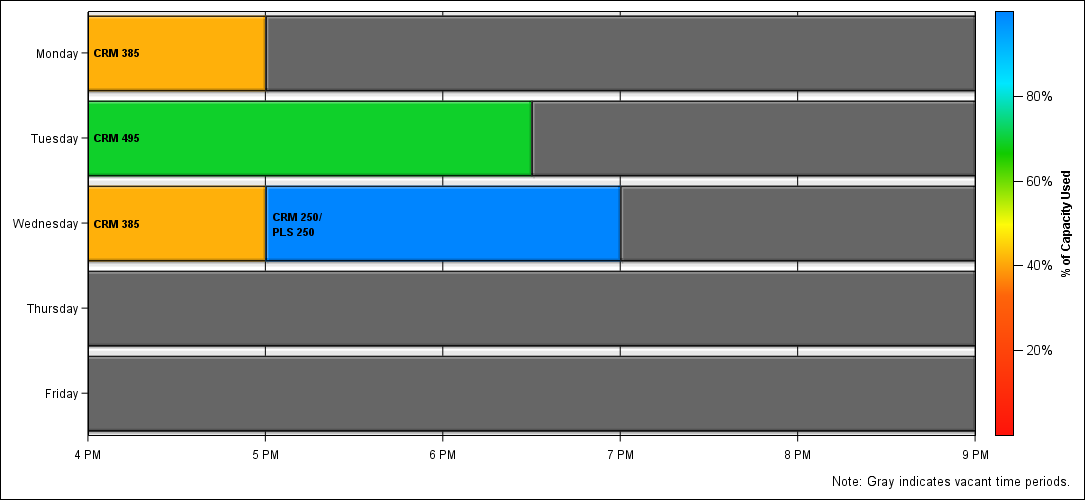 Monday
CRM 385
Tuesday
CRM 495
Wednesday
CRM 385
CRM 250/
PLS 250
Thursday
Friday
4 PM
5 PM
6 PM
7 PM
8 PM
9 PM
80%
60%
40%
20%
% of Capacity Used
Note: Gray indicates vacant time periods.